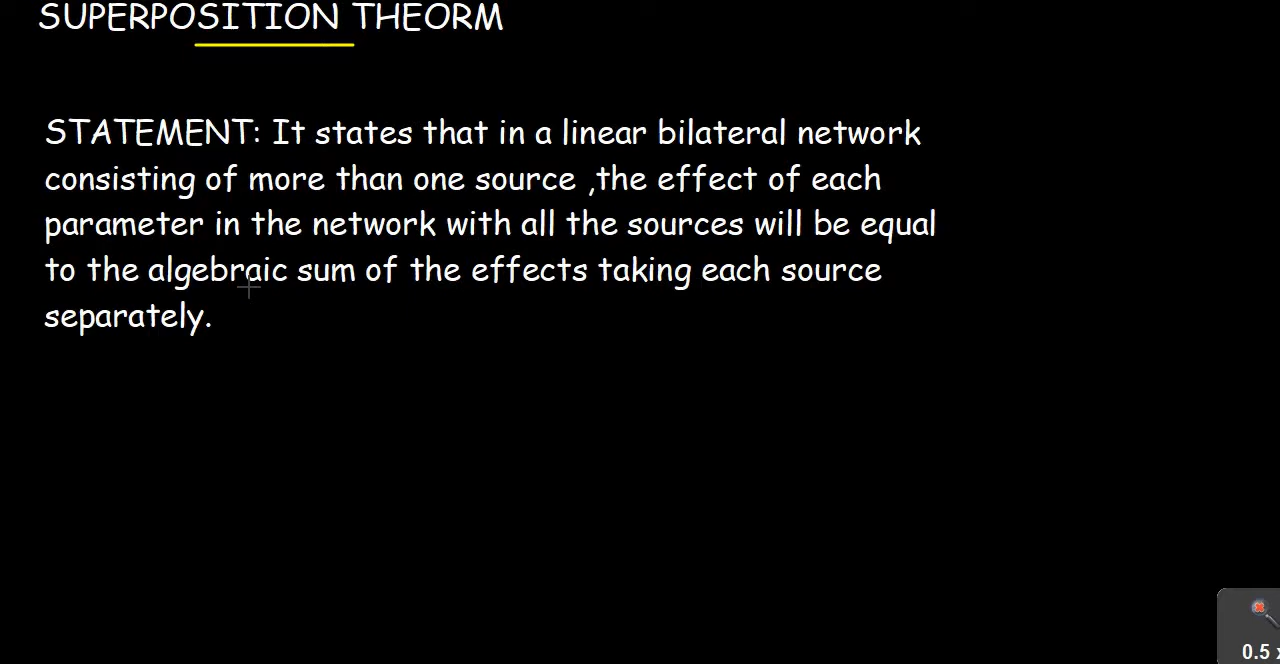 SUPERPOSITION THEORM
STATEMENT: It states that in a linear bilateral network
consisting of more than one source ,the effect of each
parameter in the network with all the sources will be equal
to the algebraic sum of the effects taking each source
separately.
0.5